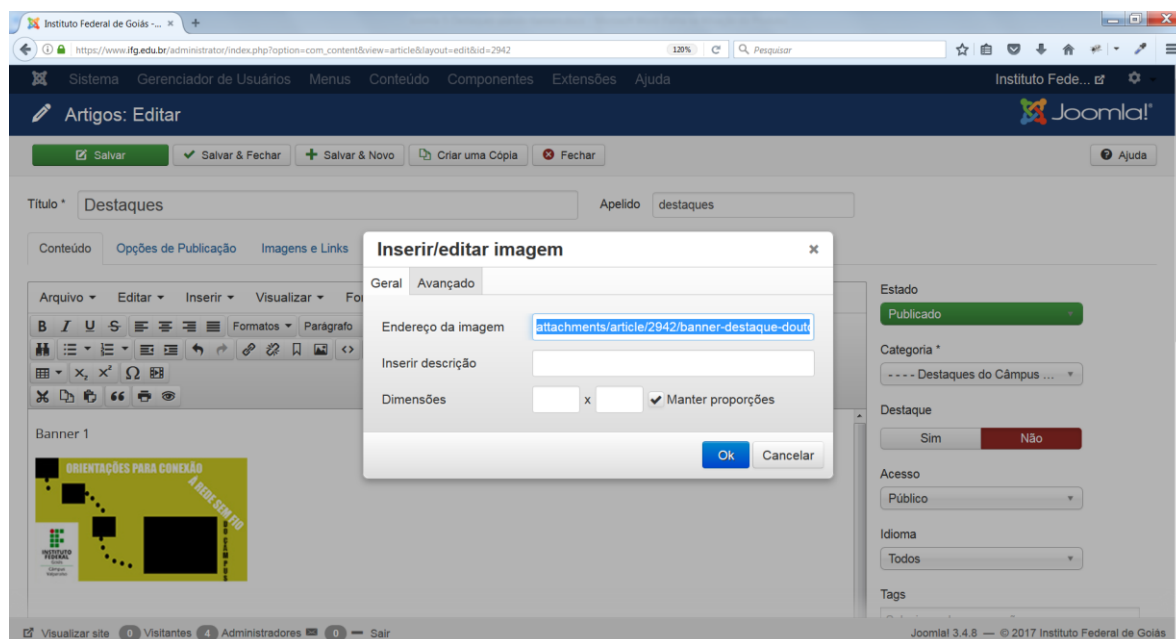 Instituto Federal de Goiás -... × +
https://www.ifg.edu.br/administrator/index.php?option=com_content&view=article&layout=edit&id=2942 120% Pesquisar
Sistema Gerenciador de Usuários Menus Conteúdo Componentes Extensões Ajuda Instituto Fede...
Artigos: Editar Joomla!
Salvar Salvar & Fechar Salvar & Novo Criar uma Cópia Fechar Ajuda
Título * Destaques Apelido destaques
Conteúdo Opções de Publicação Imagens e Links
Inserir/editar imagem ×
Geral Avançado
Endereço da imagem attachments/article/2942/banner-destaque-douto
Inserir descrição
Dimensões x Manter proporções
Ok Cancelar
Arquivo Editar Inserir Visualizar Fo
B I U S Formatos Parágrafo
Banner 1
ORIENTAÇÕES PARA CONEXÃO
À REDE SEM FIO
DO CÂMPUS
INSTITUTO
FEDERAL
Goiás
Câmpus
Estado
Publicado
Categoria *
- - - - Destaques do Câmpus ...
Destaque
Sim Não
Acesso
Público
Idioma
Todos
Tags
Visualizar site 0 Visitantes 4 Administradores 0 Sair Joomla! 3.4.8 — © 2017 Instituto Federal de Goiás